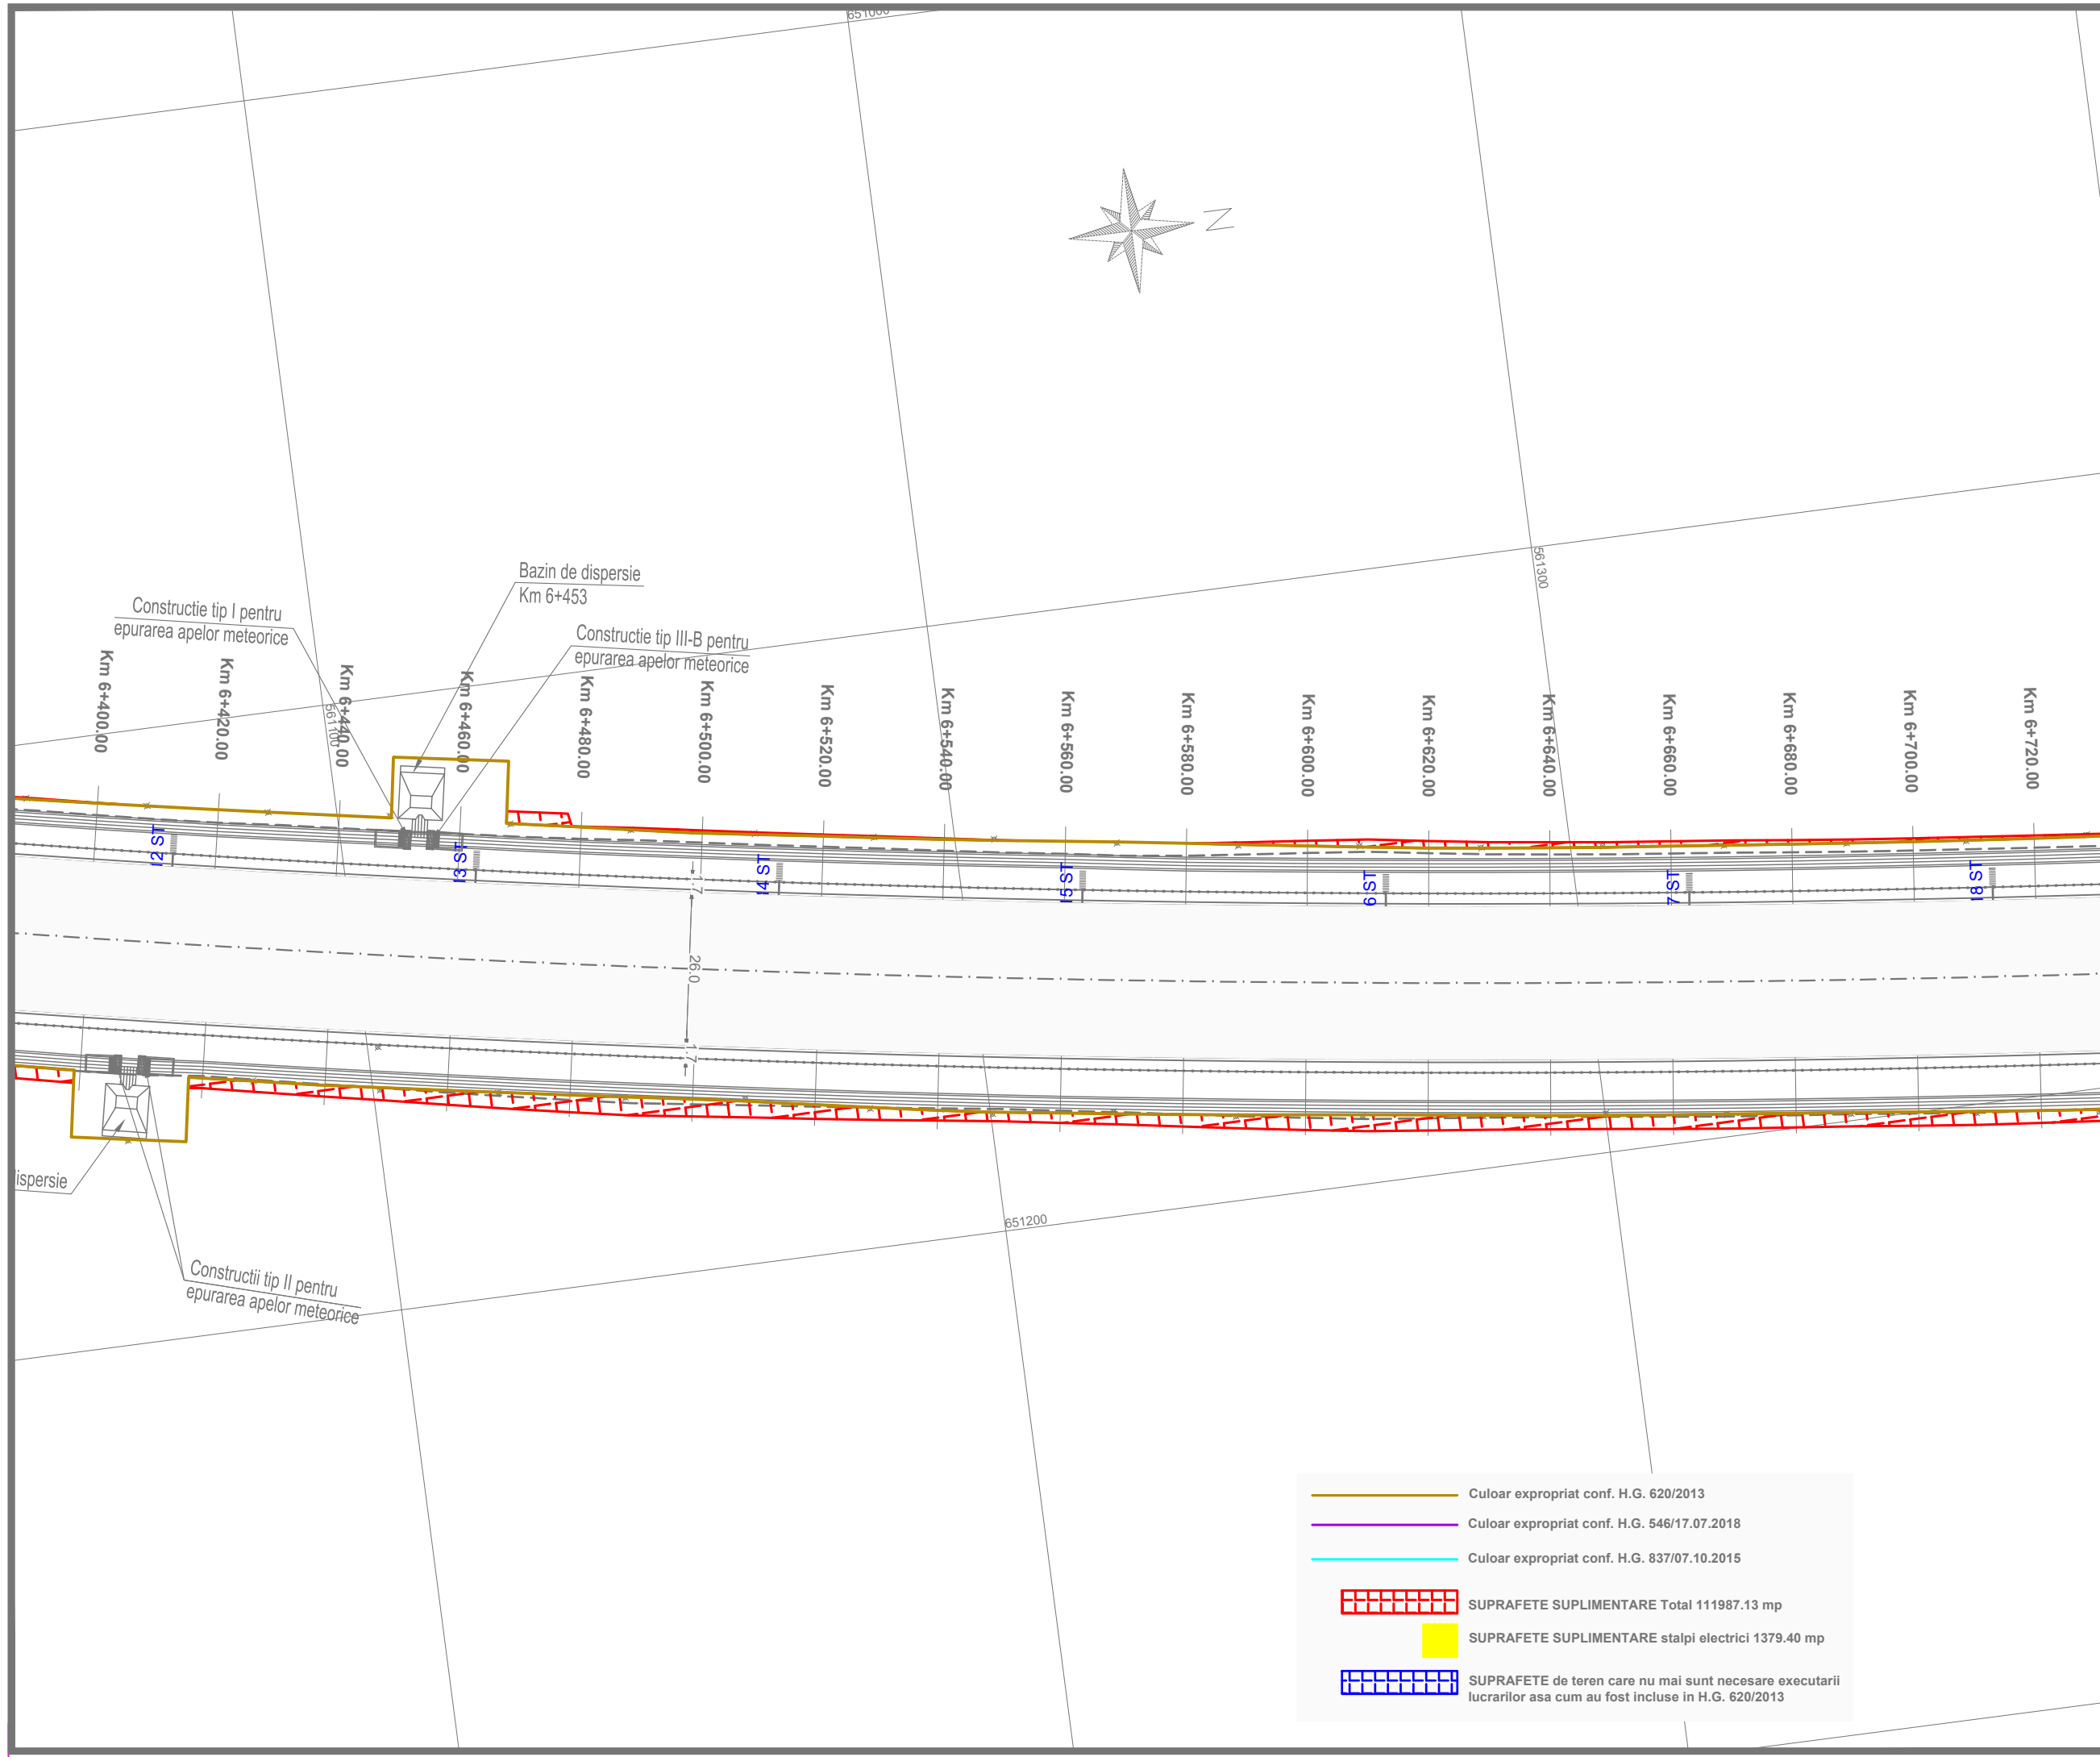 651000
N
561300
Bazin de dispersie
Km 6+453
Constructie tip I pentru
epurarea apelor meteorice
Constructie tip III-B pentru
epurarea apelor meteorice
Km 6+400.00
Km 6+420.00
Km 6+440.00
561100
Km 6+460.00
Km 6+480.00
Km 6+500.00
Km 6+520.00
Km 6+540.00
Km 6+560.00
Km 6+580.00
Km 6+600.00
Km 6+620.00
Km 6+640.00
Km 6+660.00
Km 6+680.00
Km 6+700.00
Km 6+720.00
12 ST
13 ST
14 ST
15 ST
6 ST
7 ST
18 ST
1.7
26.0
1.7
ispersie
651200
Constructii tip II pentru
epurarea apelor meteorice
Culoar expropriat conf. H.G. 620/2013
Culoar expropriat conf. H.G. 546/17.07.2018
Culoar expropriat conf. H.G. 837/07.10.2015
SUPRAFETE SUPLIMENTARE Total 111987.13 mp
SUPRAFETE SUPLIMENTARE stalpi electrici 1379.40 mp
SUPRAFETE de teren care nu mai sunt necesare executarii
lucrarilor asa cum au fost incluse in H.G. 620/2013